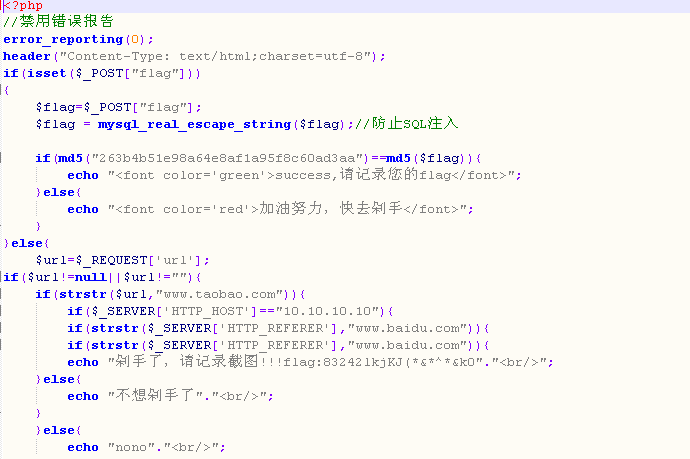 <?php
//禁用错误报告
error_reporting(0);
header("Content-Type: text/html;charset=utf-8");
if(isset($_POST["flag"]))
{
$flag=$_POST["flag"];
$flag = mysql_real_escape_string($flag);//防止SQL注入
if(md5("263b4b51e98a64e8af1a95f8c60ad3aa")==md5($flag)){
echo "<font color='green'>success,请记录您的flag</font>";
}else{
echo "<font color='red'>加油努力，快去剁手</font>";
}
}else{
$url=$_REQUEST['url'];
if($url!=null||$url!=""){
if(strstr($url,"www.taobao.com")){
if($_SERVER['HTTP_HOST']=="10.10.10.10"){
if(strstr($_SERVER['HTTP_REFERER'],"www.baidu.com")){
if(strstr($_SERVER['HTTP_REFERER'],"www.baidu.com")){
echo "剁手了，请记录截图!!!flag:83242lkjKJ(*&*^*&kO"."<br/>";
}else{
echo "不想剁手了"."<br/>";
}
}else{
echo "nono"."<br/>";